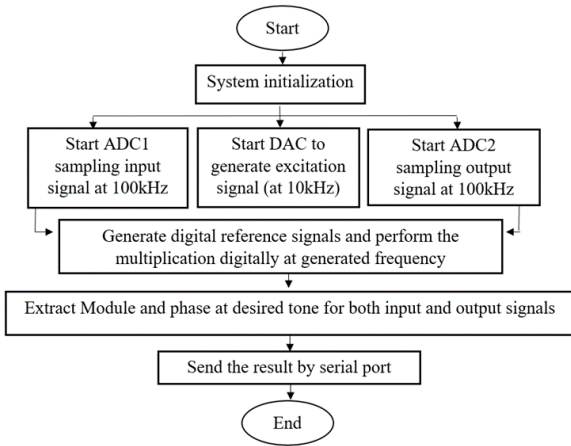 Start
System initialization
Start ADC1
sampling input
signal at 100kHz
Start DAC to
generate excitation
signal (at 10kHz)
Start ADC2
sampling output
signal at 100kHz
Generate digital reference signals and perform the
multiplication digitally at generated frequency
Extract Module and phase at desired tone for both input and output signals
Send the result by serial port
End